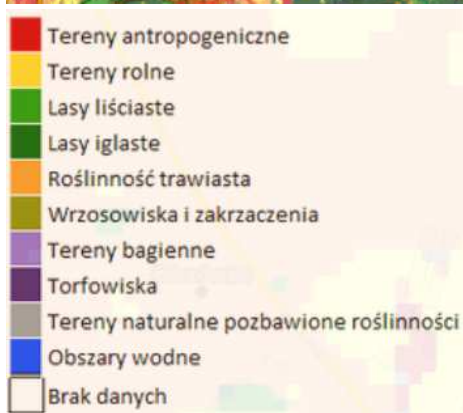 Tereny antropogeniczne
Tereny rolne
Lasy liściaste
Lasy iglaste
Roślinność trawiasta
Wrzosowiska i zakrzaczenia
Tereny bagienne
Torfowiska
Tereny naturalne pozbawione roślinności
Obszary wodne
Brak danych